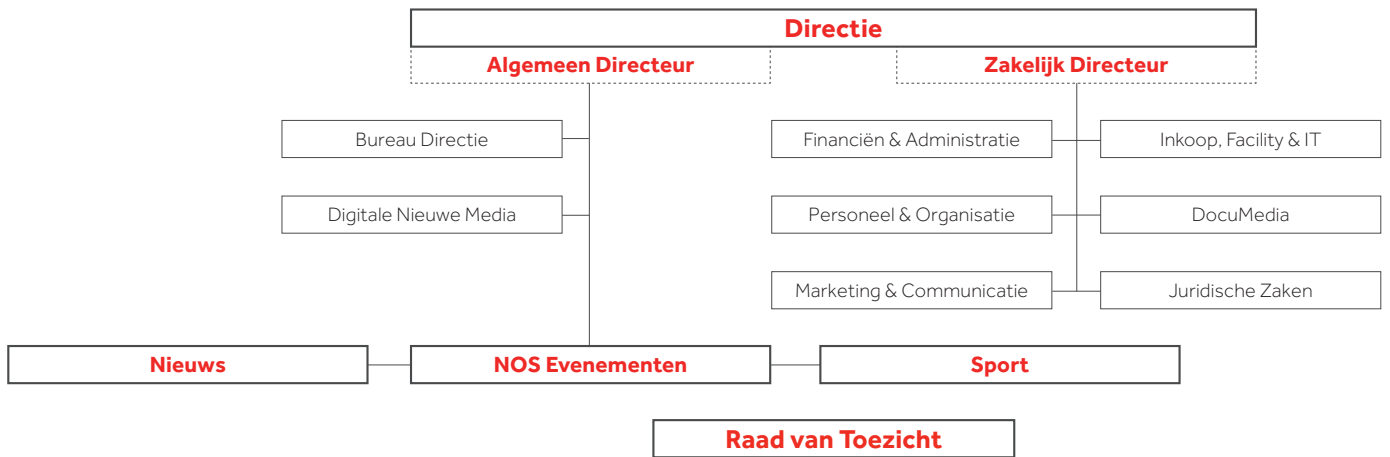 Directie
Algemeen Directeur
Zakelijk Directeur
Bureau Directie
Financiën & Administratie
Inkoop, Facility & IT
Digitale Nieuwe Media
Personeel & Organisatie
DocuMedia
Marketing & Communicatie
Juridische Zaken
Nieuws
NOS Evenementen
Sport
Raad van Toezicht